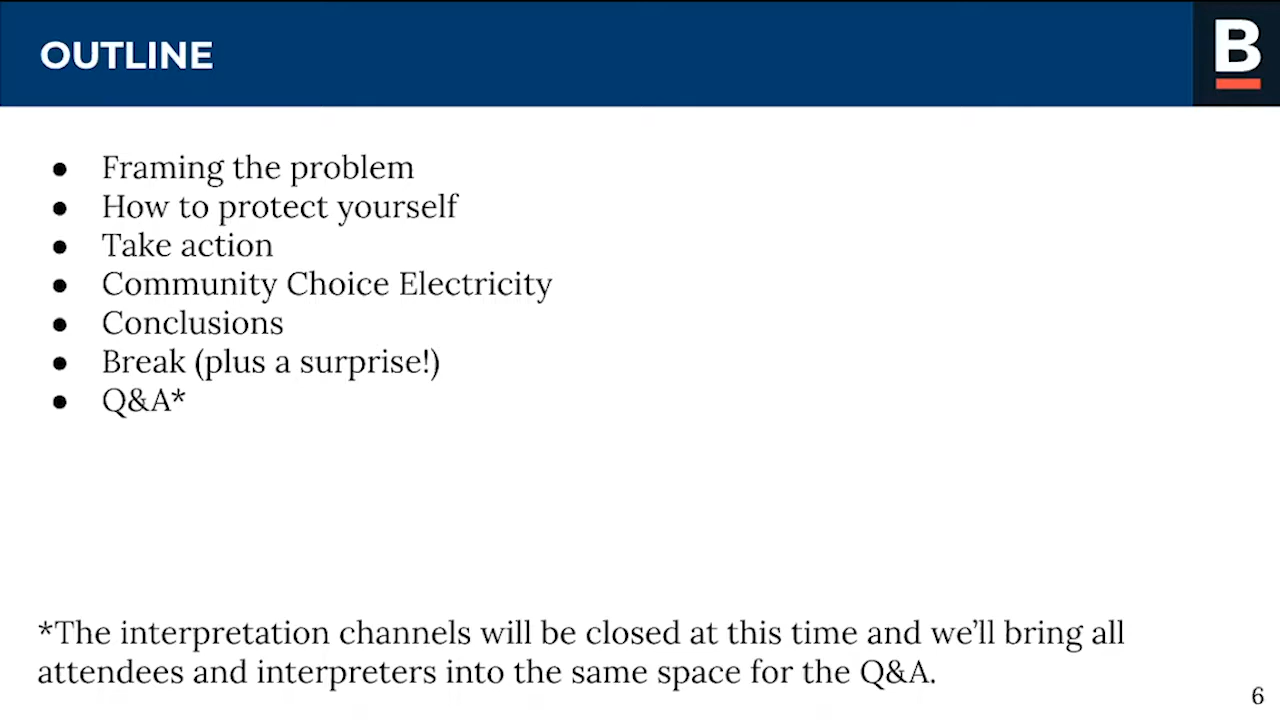 OUTLINE
B
● Framing the problem
● How to protect yourself
● Take action
● Community Choice Electricity
● Conclusions
● Break (plus a surprise!)
● Q&A*
*The interpretation channels will be closed at this time and we’ll bring all
attendees and interpreters into the same space for the Q&A.
6